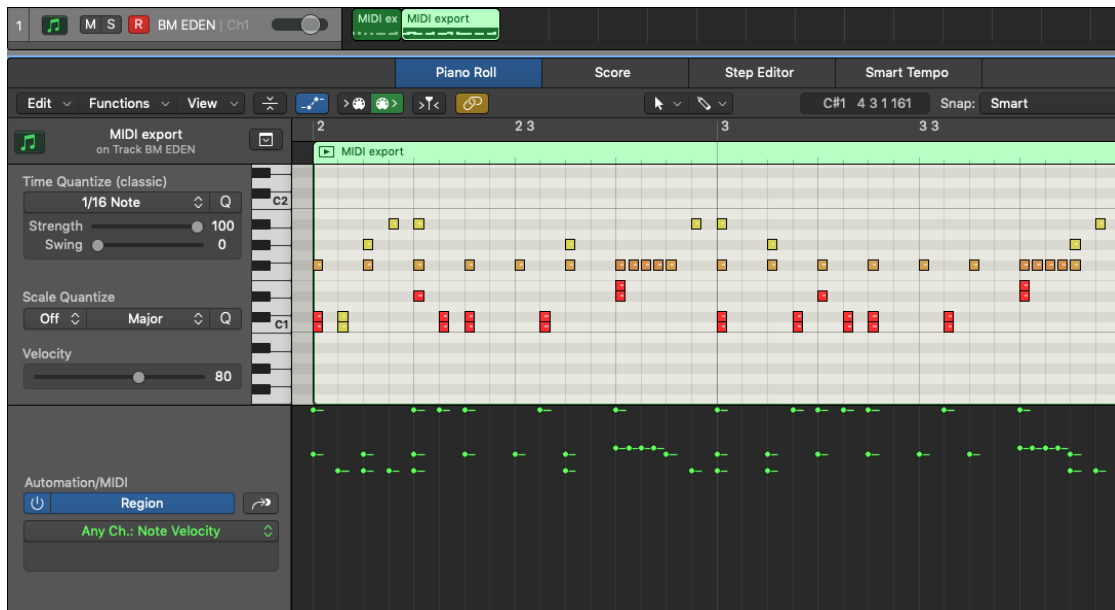 1 M S R BM EDEN | Ch1 MIDI ex MIDI export
Piano Roll Score Step Editor Smart Tempo
Edit Functions View C#1 4 3 1 161 Snap: Smart
2 2 3 3 3 3
MIDI export
on Track BM EDEN
MIDI export
Time Quantize (classic)
1/16 Note Q C2
Strength 100
Swing 0
Scale Quantize
Off Major Q C1
Velocity
80
Automation/MIDI
Region
Any Ch.: Note Velocity